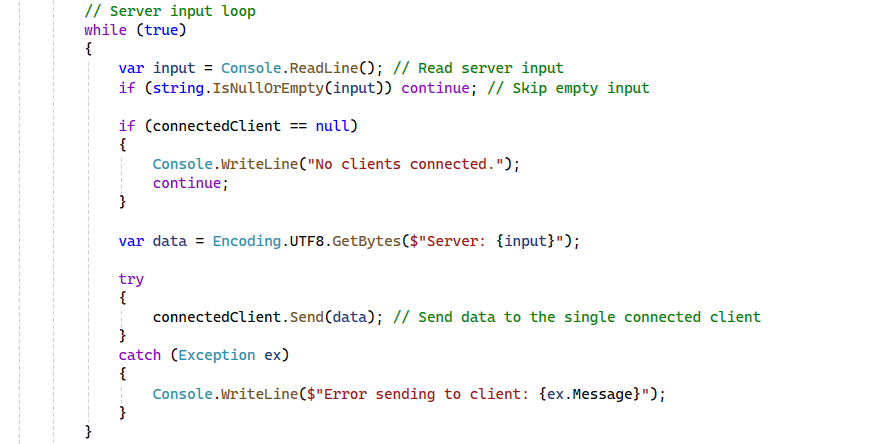 // Server input loop
while (true)
{
var input = Console.ReadLine(); // Read server input
if (string.IsNullOrEmpty(input)) continue; // Skip empty input
if (connectedClient == null)
{
Console.WriteLine("No clients connected.");
continue;
}
var data = Encoding.UTF8.GetBytes($"Server: {input}");
try
{
connectedClient.Send(data); // Send data to the single connected client
}
catch (Exception ex)
{
Console.WriteLine($"Error sending to client: {ex.Message}");
}
}